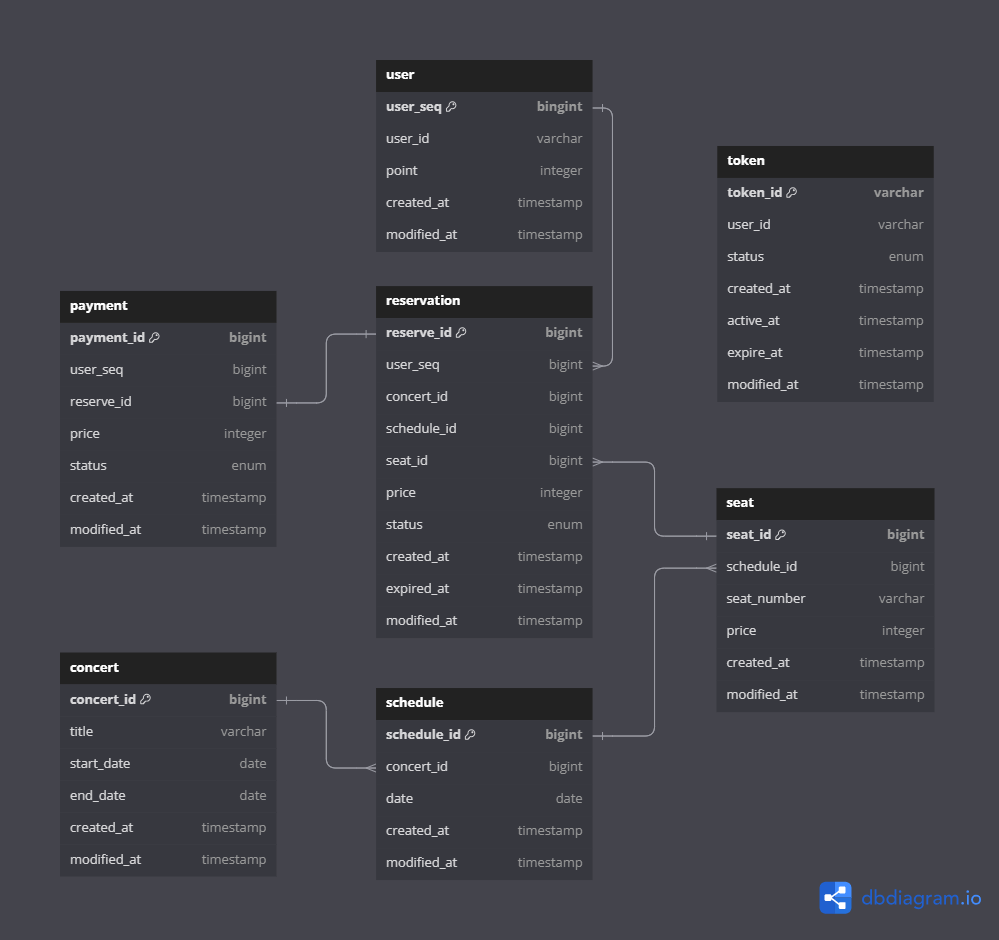 user
user_seq bingint
user_id varchar
point integer
created_at timestamp
modified_at timestamp
token
token_id varchar
user_id varchar
status enum
created_at timestamp
active_at timestamp
expire_at timestamp
modified_at timestamp
payment
payment_id bigint
user_seq bigint
reserve_id bigint
price integer
status enum
created_at timestamp
modified_at timestamp
reservation
reserve_id bigint
user_seq bigint
concert_id bigint
schedule_id bigint
seat_id bigint
price integer
status enum
created_at timestamp
expired_at timestamp
modified_at timestamp
seat
seat_id bigint
schedule_id bigint
seat_number varchar
price integer
created_at timestamp
modified_at timestamp
concert
concert_id bigint
title varchar
start_date date
end_date date
created_at timestamp
modified_at timestamp
schedule
schedule_id bigint
concert_id bigint
date date
created_at timestamp
modified_at timestamp
dbdiagram.io